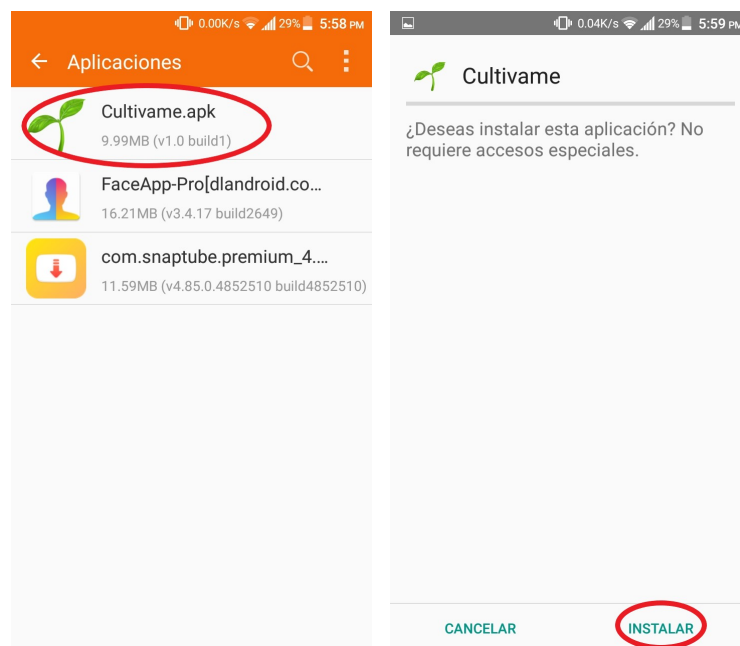 0.00K/s 29% 5:58 PM
Aplicaciones
Cultivame.apk
9.99MB (v1.0 build1)
FaceApp-Pro[dlandroid.co...
16.21MB (v3.4.17 build2649)
com.snaptube.premium_4....
11.59MB (v4.85.0.4852510 build4852510)
0.04K/s 29% 5:59 PM
Cultivame
¿Deseas instalar esta aplicación? No
requiere accesos especiales.
CANCELAR INSTALAR